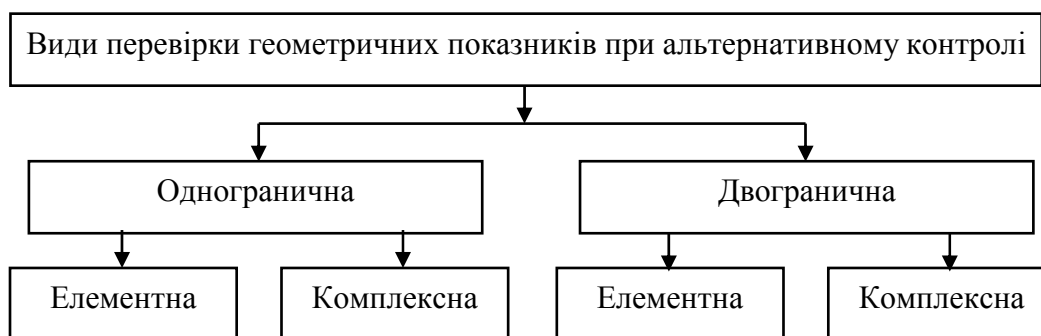 Види перевірки геометричних показників при альтернативному контролі
Одногранична
Двогранична
Елементна
Комплексна
Елементна
Комплексна